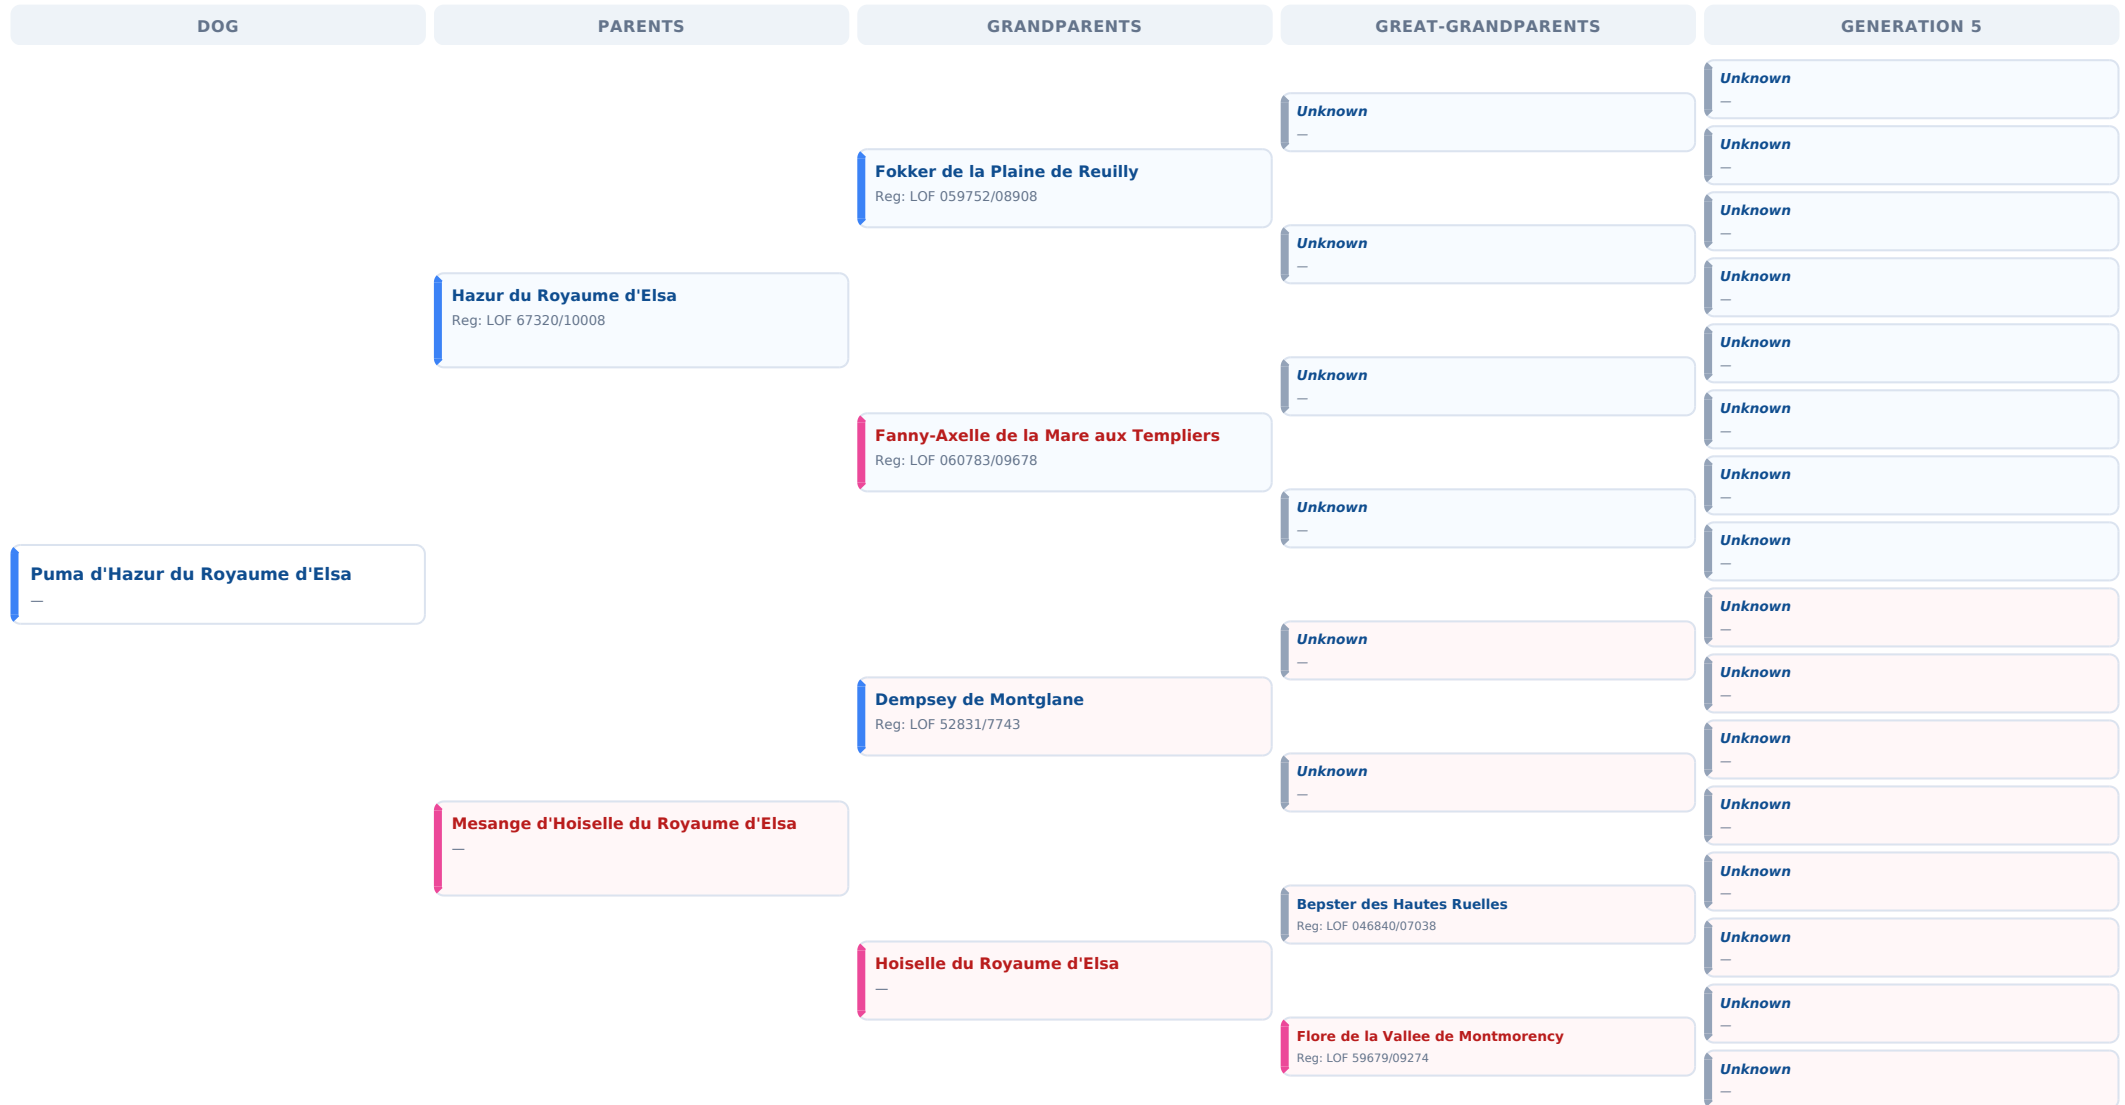 DOG
PARENTS
GRANDPARENTS
GREAT-GRANDPARENTS
GENERATION 5
Puma d'Hazur du Royaume d'Elsa
—
Hazur du Royaume d'Elsa
Reg: LOF 67320/10008
Mesange d'Hoiselle du Royaume d'Elsa
—
Fokker de la Plaine de Reuilly
Reg: LOF 059752/08908
Fanny-Axelle de la Mare aux Templiers
Reg: LOF 060783/09678
Dempsey de Montglane
Reg: LOF 52831/7743
Hoiselle du Royaume d'Elsa
—
Unknown
—
Unknown
—
Unknown
—
Unknown
—
Unknown
—
Unknown
—
Bepster des Hautes Ruelles
Reg: LOF 046840/07038
Flore de la Vallee de Montmorency
Reg: LOF 59679/09274
Unknown
—
Unknown
—
Unknown
—
Unknown
—
Unknown
—
Unknown
—
Unknown
—
Unknown
—
Unknown
—
Unknown
—
Unknown
—
Unknown
—
Unknown
—
Unknown
—
Unknown
—
Unknown
—